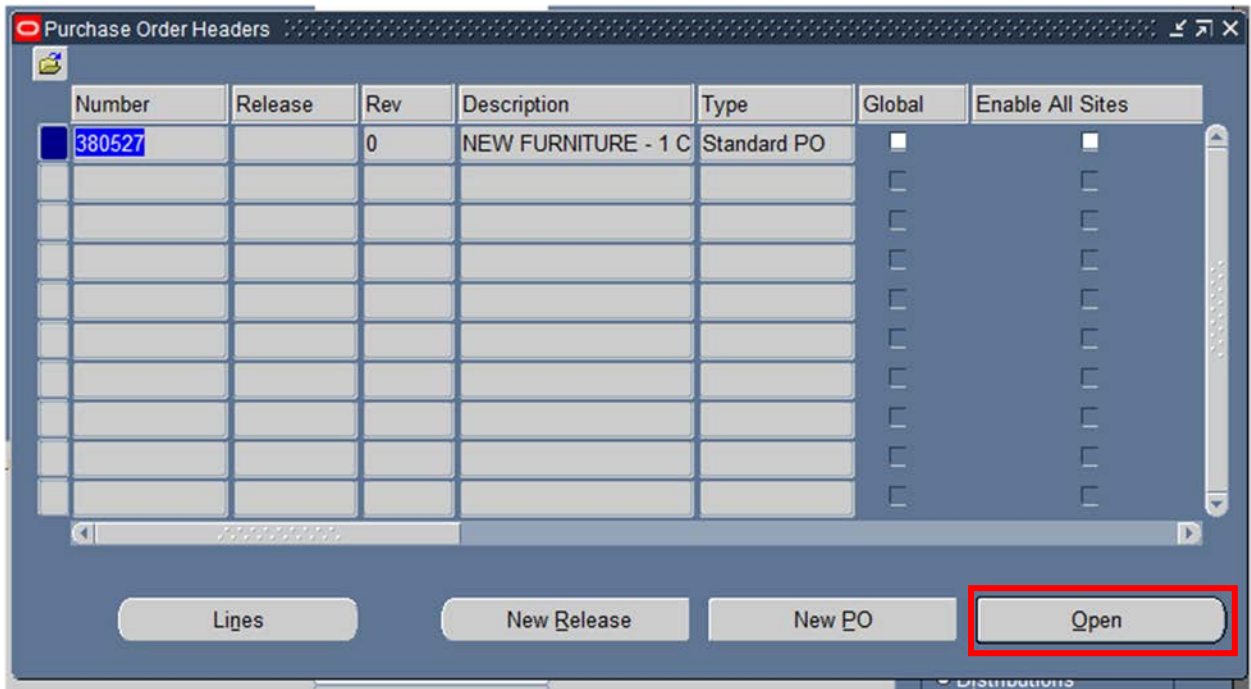 Purchase Order Headers
Number Release Rev Description Type Global Enable All Sites
380527 0 NEW FURNITURE - 1 C Standard PO
Lines New Release New PO Open
Distributions